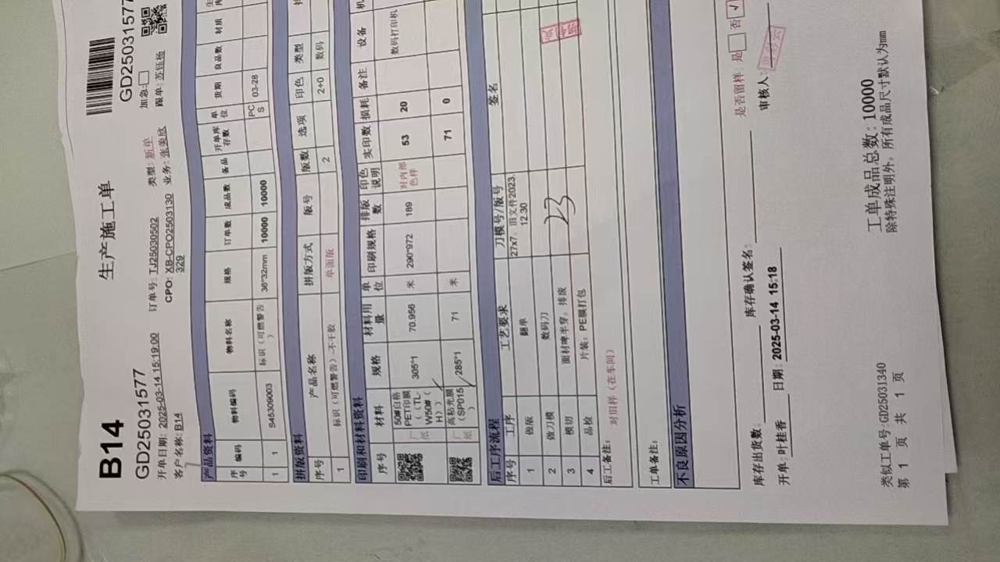 B14
生产施工单
GD25031577
GD25031577
开单日期: 2025-03-14 15:19:00
订单号: TJ25030502
类型: 新单
加急:
客户名称: B14
CPO: XB-CPO2503130
329
业务: 张美欣
跟单: 苏钰杨
产品资料
序号 编码 物料编码 物料名称 规格 订单数 成品数 备品 开单库存数 单位 货期 良品数 材质
1 1 S45309003 标识(可燃警告) 36*32mm 10000 10000 PCS 03-28
拼版资料
序号 产品名称 拼版方式 版号 版数 选项 印色 类型
1 标识(可燃警告)-不干胶 单面版 2 2+0 数码
印刷和材料资料
序号 材料 规格 材料用量 单位 印刷规格 排版数 印色说明 实印数 损耗 备注 设备
厂纸 50#白格PET印膜((TL-W50#(H)) 305*1 70.956 米 290*972 189 对内部色样 53 20 数码打印机
厂纸 高粘光膜(SP015 285*1 71 米 71 0
后工序流程
序号 工序 工艺要求 刀模号/版号 签名
1 做版 翻单 27x7, 旧文件2023.12.30
2 做刀模 数码刀 23
3 模切 面材啤半穿, 排废
4 品检 片装; PE膜打包
后工备注: 对旧样(在车间)
工单备注:
不良原因分析
是否留样: 是 否 √
库存出货数:
库存确认签名:
审核人:
开单: 叶桂香 日期: 2025-03-14 15:18
工单成品总数: 10000
除特殊注明外。所有成品尺寸默认为mm
类似工单号: GD25031340
第 1 页 共 1 页